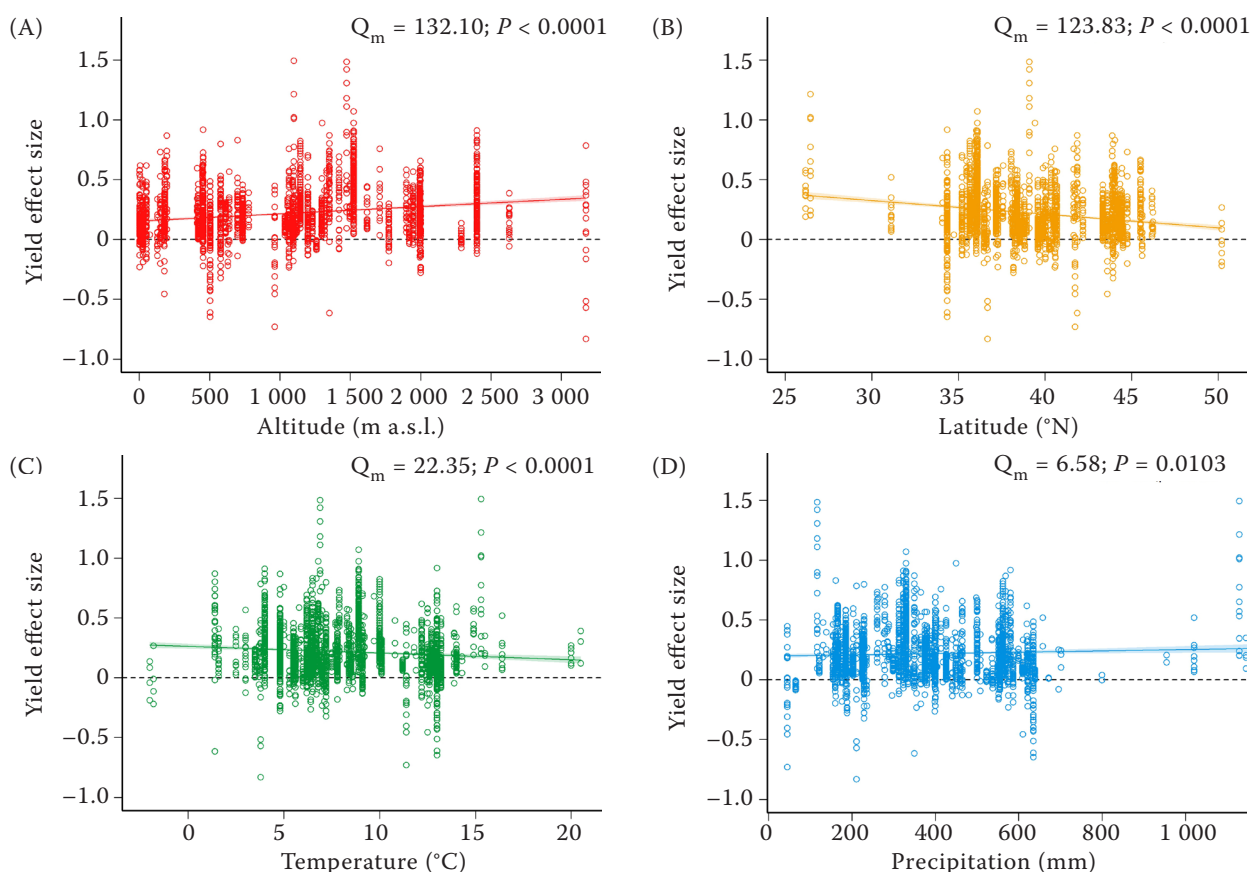 (A)
Q_m = 132.10; P < 0.0001
Yield effect size
1.5
1.0
0.5
0
−0.5
−1.0
0 500 1 000 1 500 2 000 2 500 3 000
Altitude (m a.s.l.)
(B)
Q_m = 123.83; P < 0.0001
Yield effect size
1.5
1.0
0.5
0
−0.5
−1.0
25 30 35 40 45 50
Latitude (°N)
(C)
Q_m = 22.35; P < 0.0001
Yield effect size
1.5
1.0
0.5
0
−0.5
−1.0
0 5 10 15 20
Temperature (°C)
(D)
Q_m = 6.58; P = 0.0103
Yield effect size
1.5
1.0
0.5
0
−0.5
−1.0
0 200 400 600 800 1 000
Precipitation (mm)